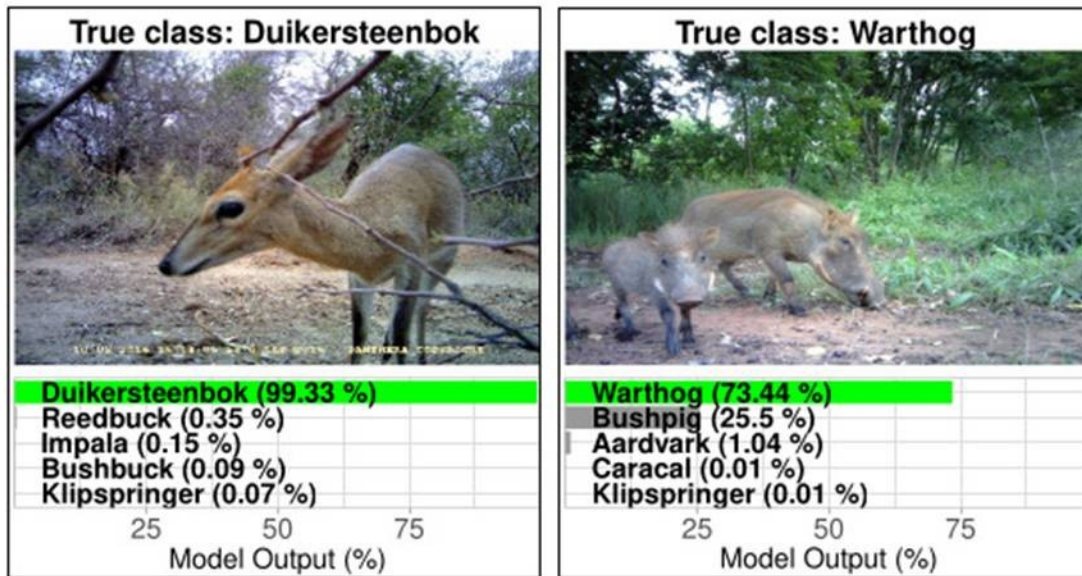 True class: Duikersteenbok
Duikersteenbok (99.33 %)
Reedbuck (0.35 %)
Impala (0.15 %)
Bushbuck (0.09 %)
Klipspringer (0.07 %)
25 50 75
Model Output (%)
True class: Warthog
Warthog (73.44 %)
Bushpig (25.5 %)
Aardvark (1.04 %)
Caracal (0.01 %)
Klipspringer (0.01 %)
25 50 75
Model Output (%)